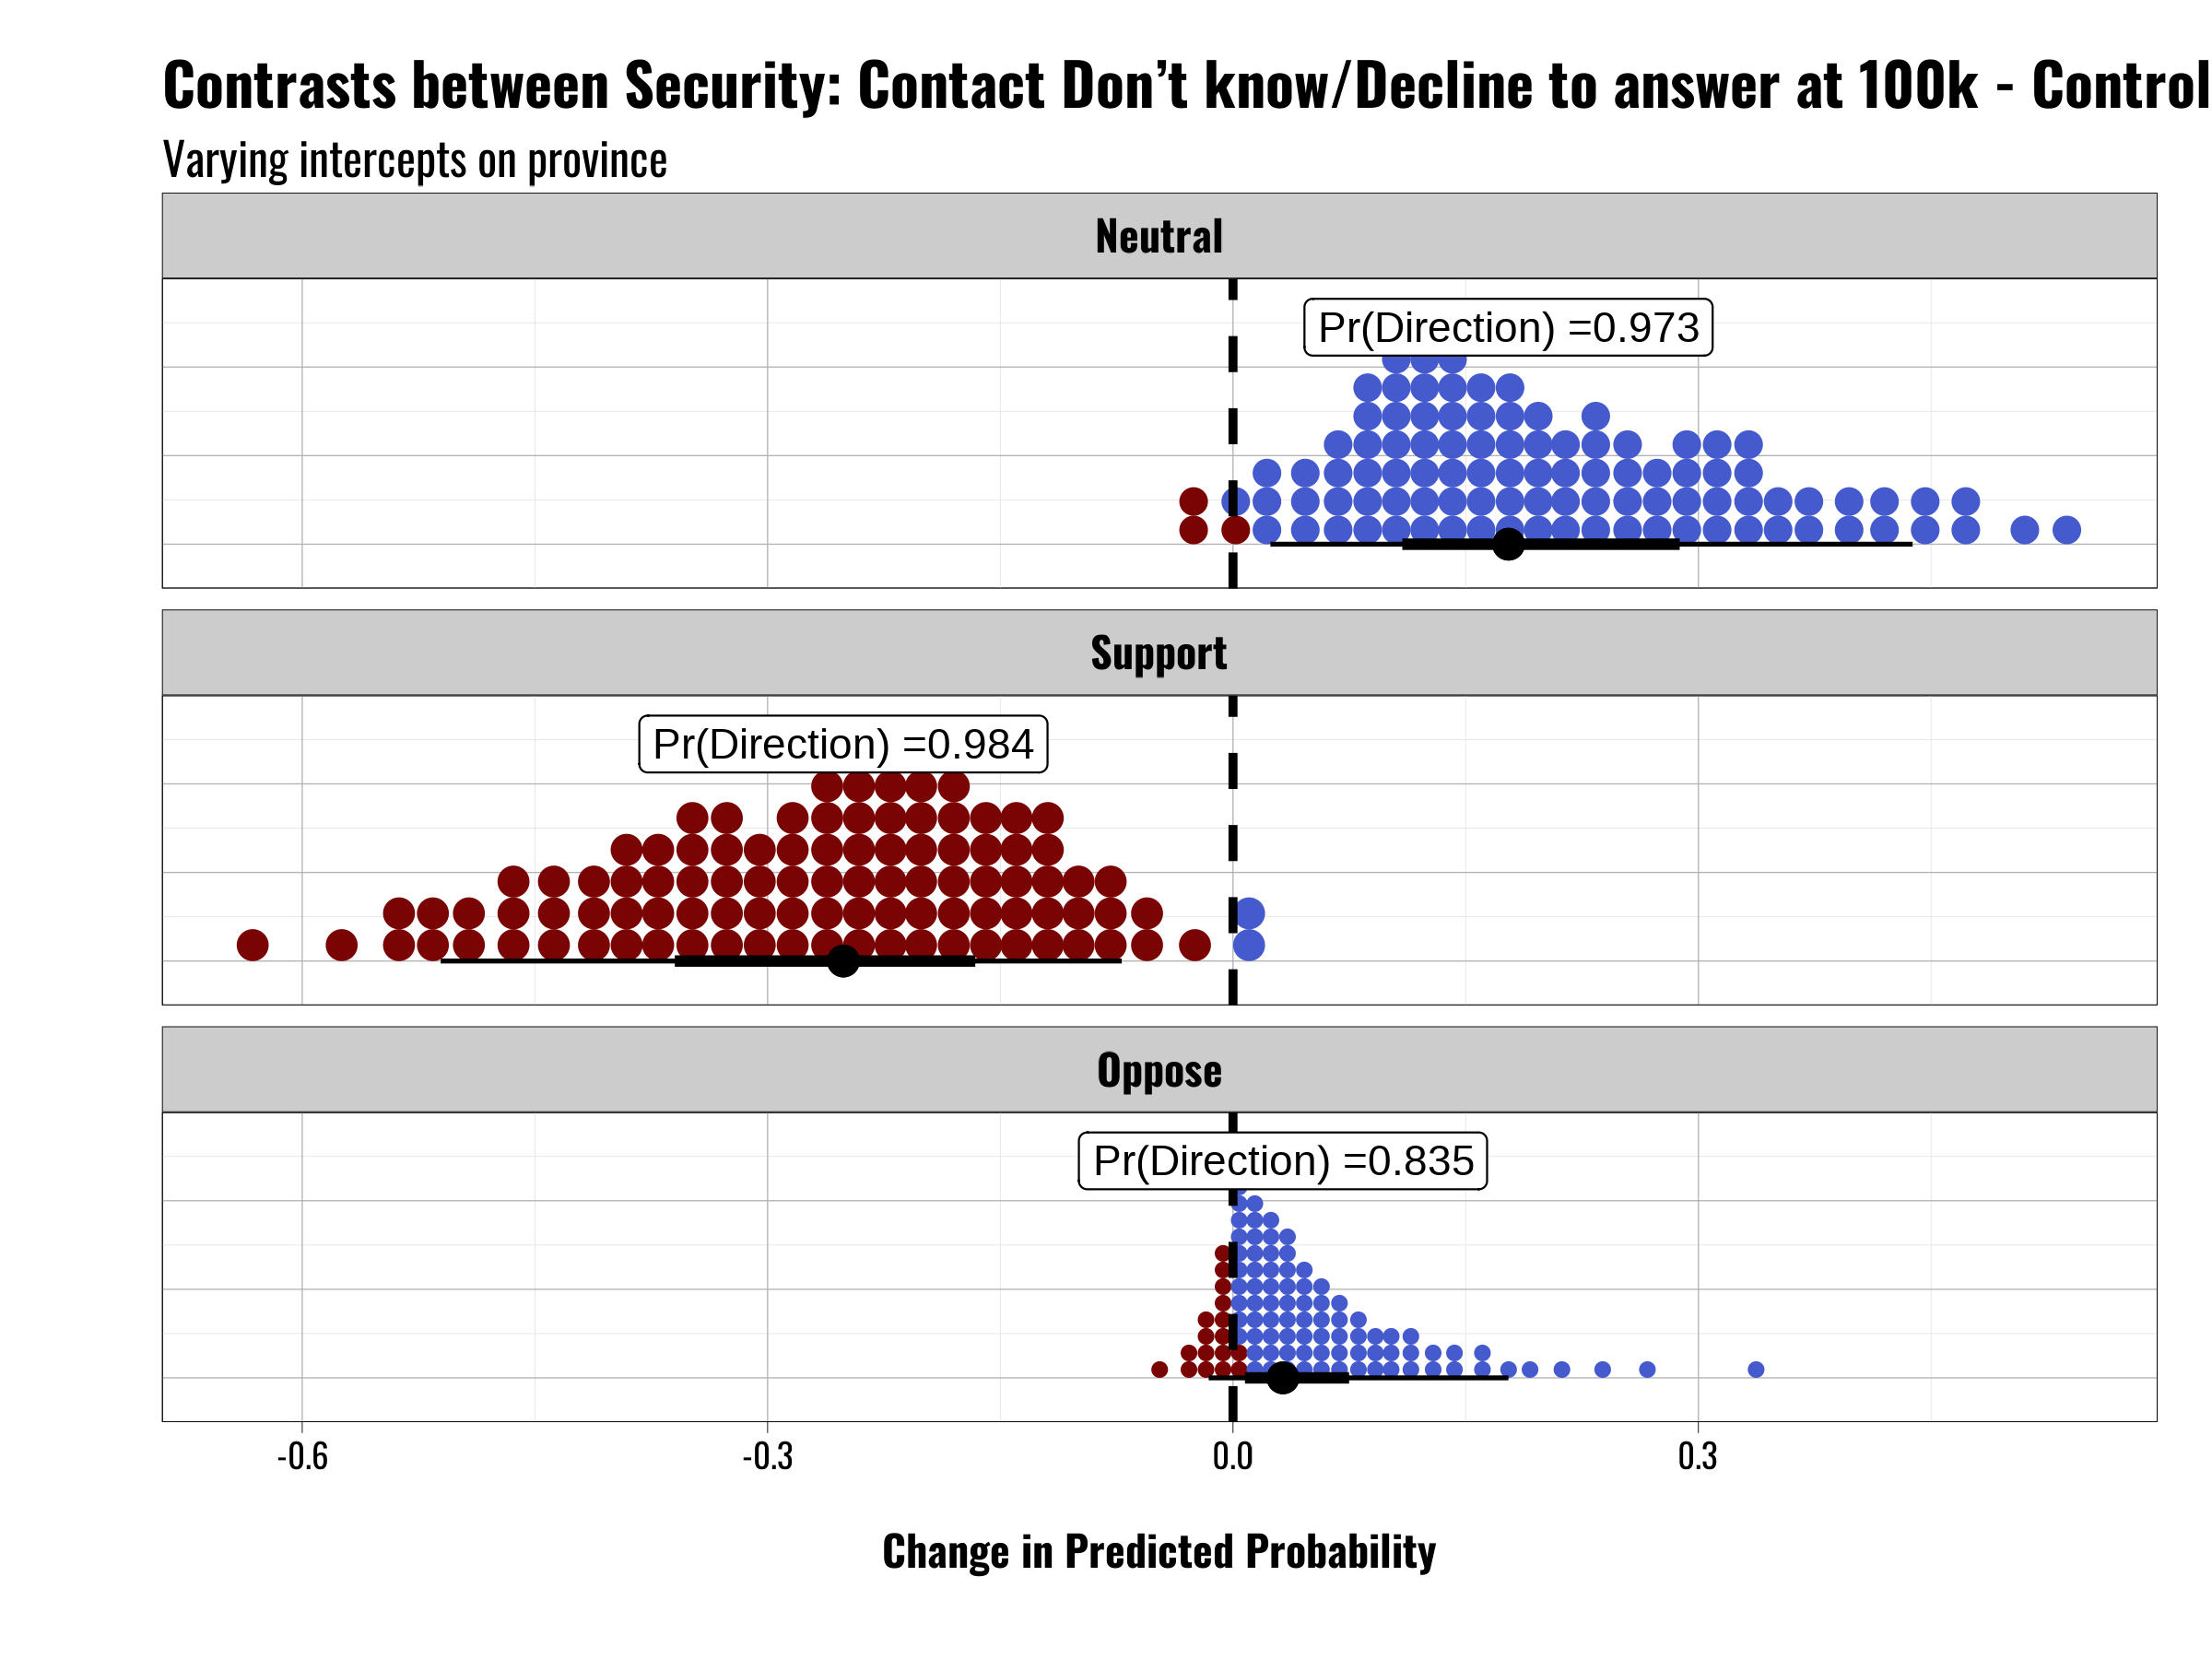 Contrasts between Security: Contact Don’t know/Decline to answer at 100k - Control
Varying intercepts on province
Neutral
Pr(Direction) =0.973
Support
Pr(Direction) =0.984
Oppose
Pr(Direction) =0.835
-0.6 -0.3 0.0 0.3
Change in Predicted Probability